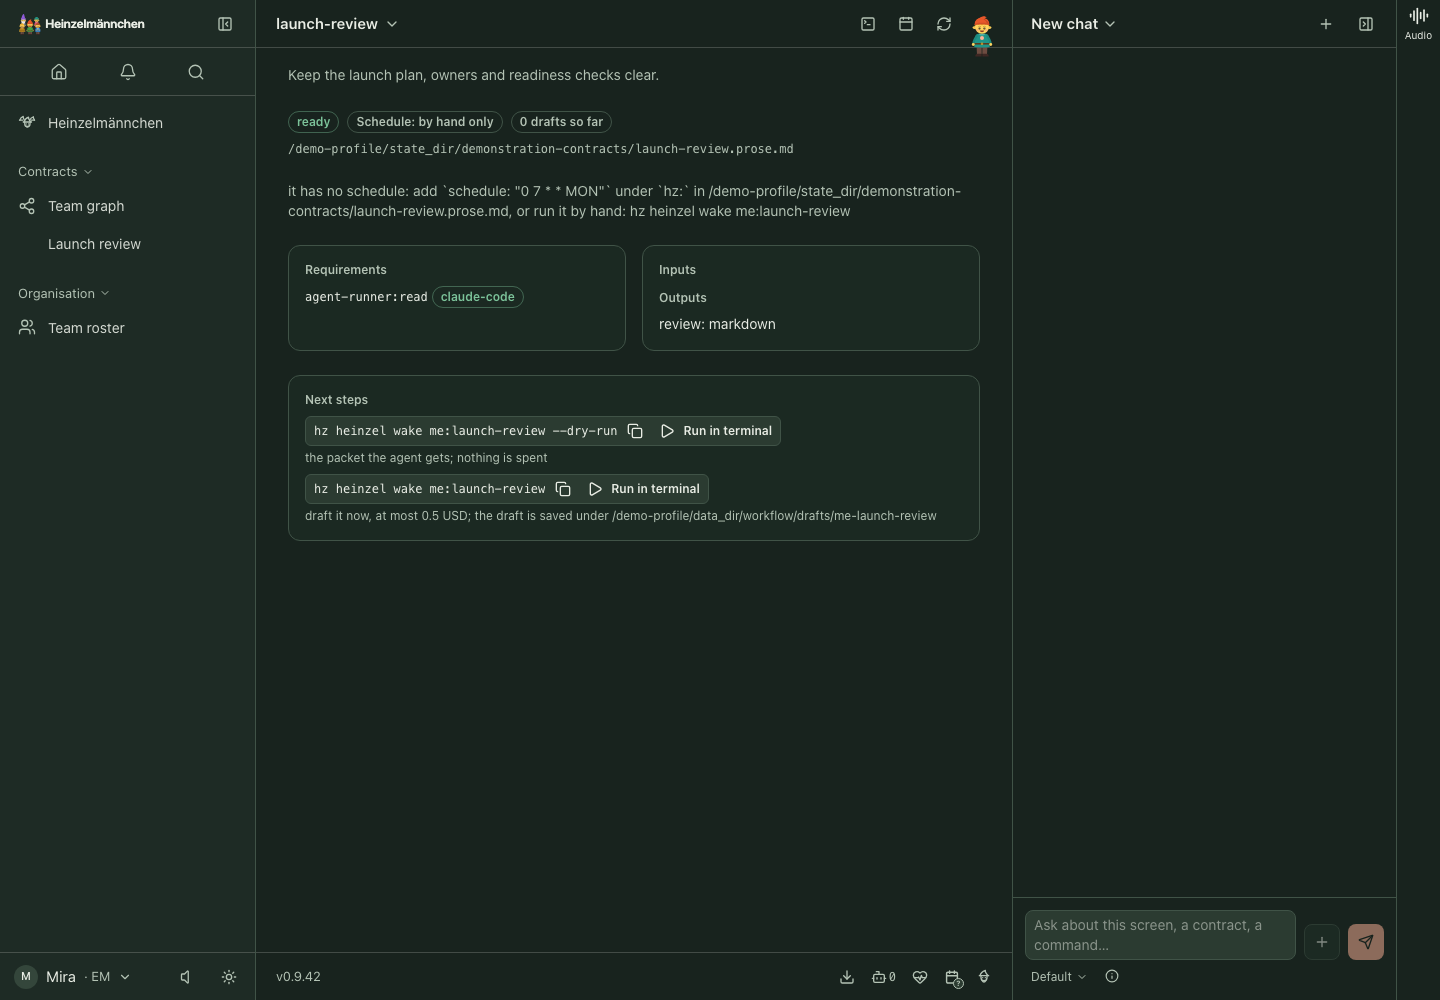 Heinzelmännchen
Heinzelmännchen
Contracts
Team graph
Launch review
Organisation
Team roster
M Mira · EM
launch-review
Keep the launch plan, owners and readiness checks clear.
ready Schedule: by hand only 0 drafts so far
/demo-profile/state_dir/demonstration-contracts/launch-review.prose.md
it has no schedule: add `schedule: "0 7 * * MON"` under `hz:` in /demo-profile/state_dir/demonstration-
contracts/launch-review.prose.md, or run it by hand: hz heinzel wake me:launch-review
Requirements
agent-runner:read claude-code
Inputs
Outputs
review: markdown
Next steps
hz heinzel wake me:launch-review --dry-run Run in terminal
the packet the agent gets; nothing is spent
hz heinzel wake me:launch-review Run in terminal
draft it now, at most 0.5 USD; the draft is saved under /demo-profile/data_dir/workflow/drafts/me-launch-review
v0.9.42
0
?
New chat
Ask about this screen, a contract, a
command...
Default
Audio